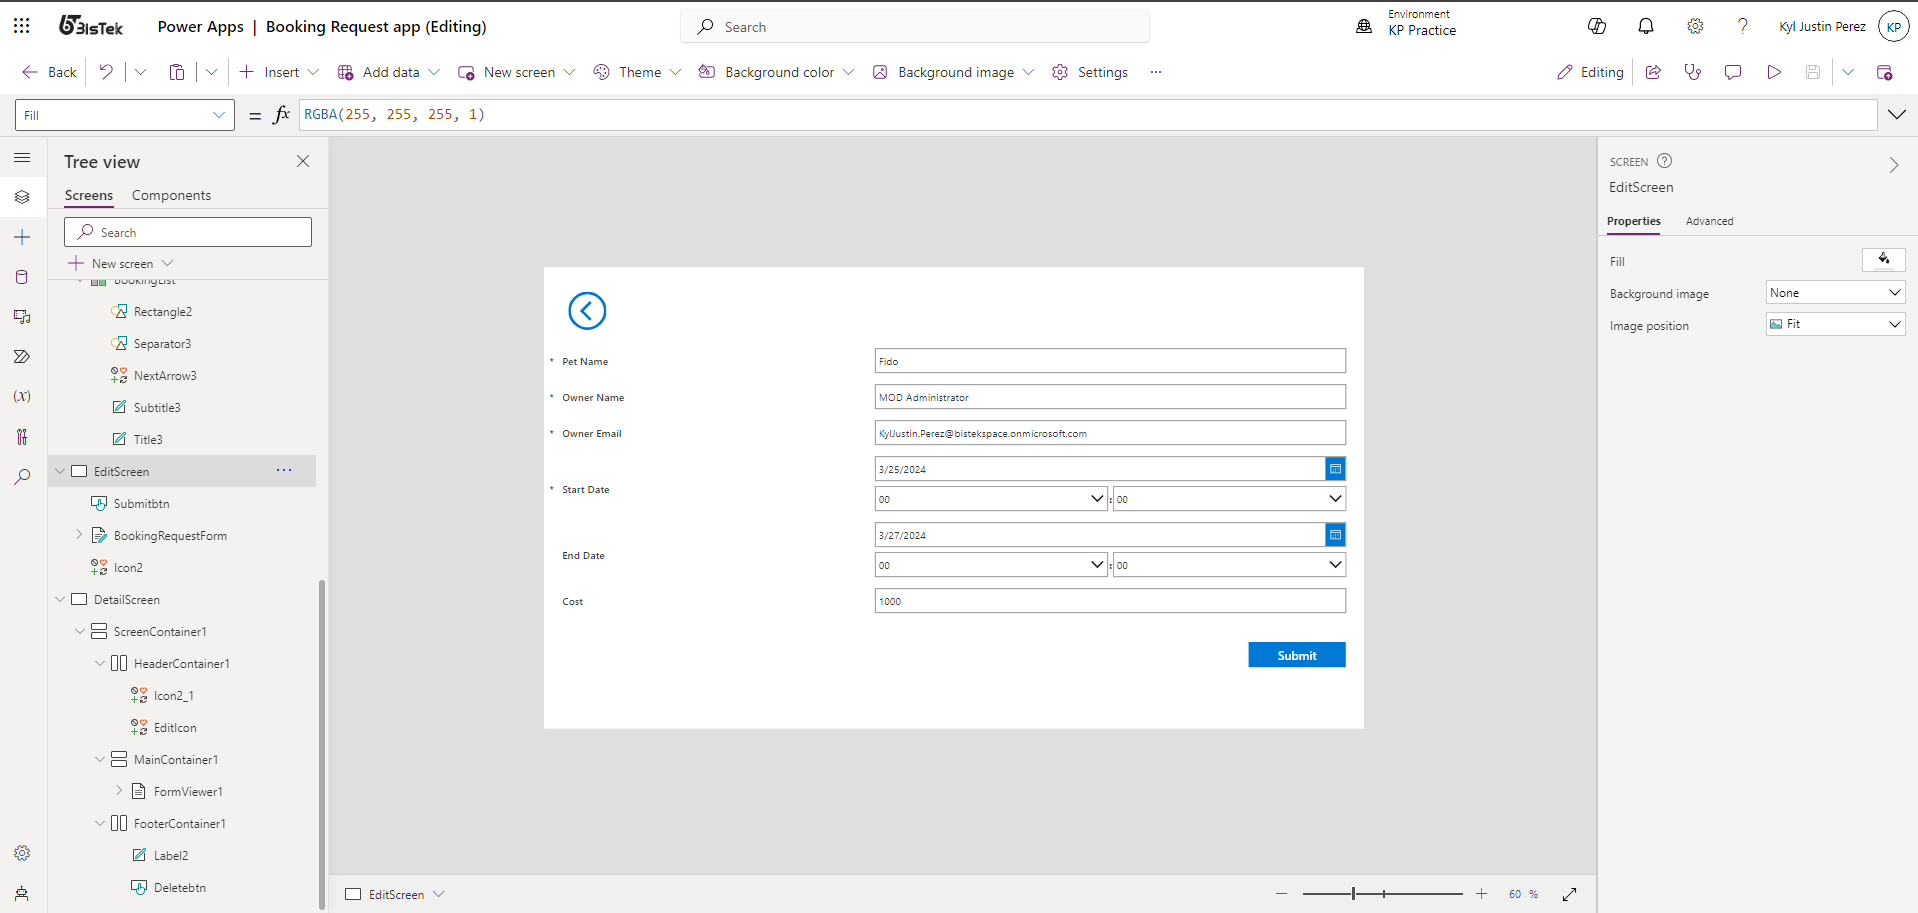 BisTek
Power Apps | Booking Request app (Editing)
Search
Environment
KP Practice
Kyl Justin Perez
KP
Back
Insert
Add data
New screen
Theme
Background color
Background image
Settings
...
Editing
Fill
= fx
RGBA(255, 255, 255, 1)
Tree view
Screens
Components
Search
New screen
BookingList
Rectangle2
Separator3
NextArrow3
Subtitle3
Title3
EditScreen
...
Submitbtn
BookingRequestForm
Icon2
DetailScreen
ScreenContainer1
HeaderContainer1
Icon2_1
EditIcon
MainContainer1
FormViewer1
FooterContainer1
Label2
Deletebtn
(x)
* Pet Name
Fido
* Owner Name
MOD Administrator
* Owner Email
KylJustin.Perez@bistekspace.onmicrosoft.com
* Start Date
3/25/2024
00 : 00
End Date
3/27/2024
00 : 00
Cost
1000
Submit
EditScreen
60 %
SCREEN
EditScreen
Properties
Advanced
Fill
Background image
None
Image position
Fit